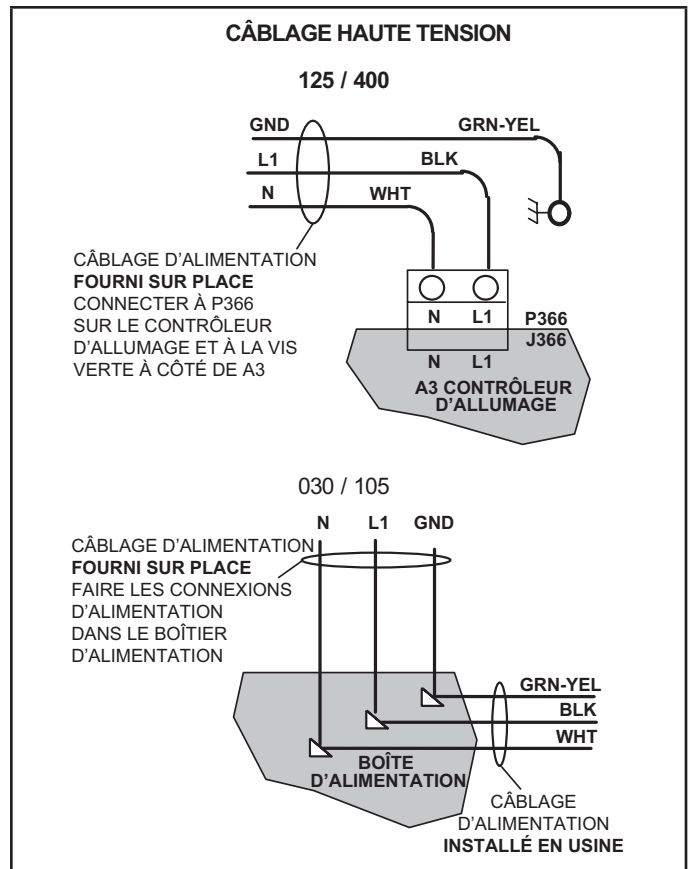 CÂBLAGE HAUTE TENSION
125 / 400
GND
GRN-YEL
L1
BLK
N
WHT
CÂBLAGE D'ALIMENTATION
FOURNI SUR PLACE
CONNECTER À P366
SUR LE CONTRÔLEUR
D'ALLUMAGE ET À LA VIS
VERTE À CÔTÉ DE A3
N L1 P366
J366
N L1
A3 CONTRÔLEUR
D'ALLUMAGE
030 / 105
N L1 GND
CÂBLAGE D'ALIMENTATION
FOURNI SUR PLACE
FAIRE LES CONNEXIONS
D'ALIMENTATION
DANS LE BOÎTIER
D'ALIMENTATION
GRN-YEL
BLK
WHT
BOÎTE
D'ALIMENTATION
CÂBLAGE
D'ALIMENTATION
INSTALLÉ EN USINE